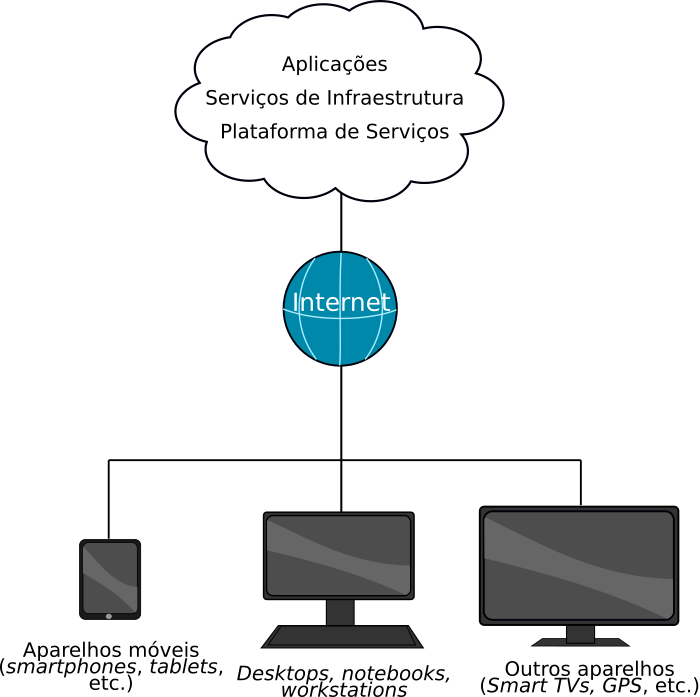 Aplicações
Serviços de Infraestrutura
Plataforma de Serviços
Internet
Aparelhos móveis
(smartphones, tablets,
etc.)
Desktops, notebooks,
workstations
Outros aparelhos
(Smart TVs, GPS, etc.)